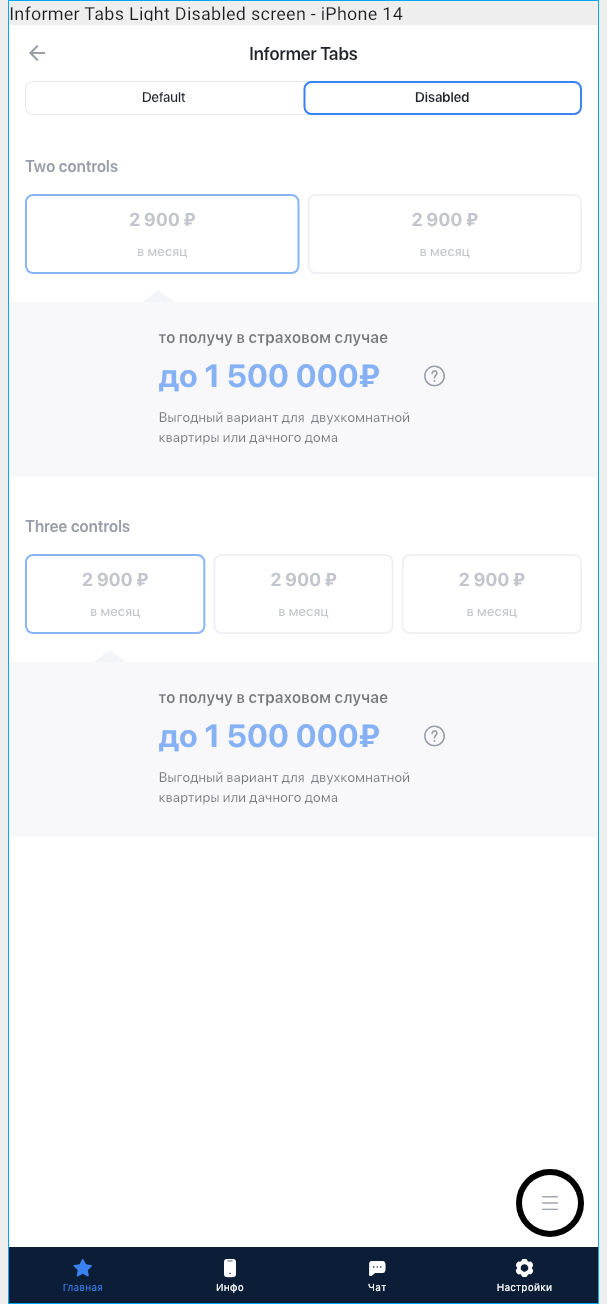 Informer Tabs Light Disabled screen - iPhone 14
Informer Tabs
Default Disabled
Two controls
2 900 ₽ 2 900 ₽
в месяц в месяц
то получу в страховом случае
до 1 500 000₽ ?
Выгодный вариант для двухкомнатной
квартиры или дачного дома
Three controls
2 900 ₽ 2 900 ₽ 2 900 ₽
в месяц в месяц в месяц
то получу в страховом случае
до 1 500 000₽ ?
Выгодный вариант для двухкомнатной
квартиры или дачного дома
Главная Инфо Чат Настройки